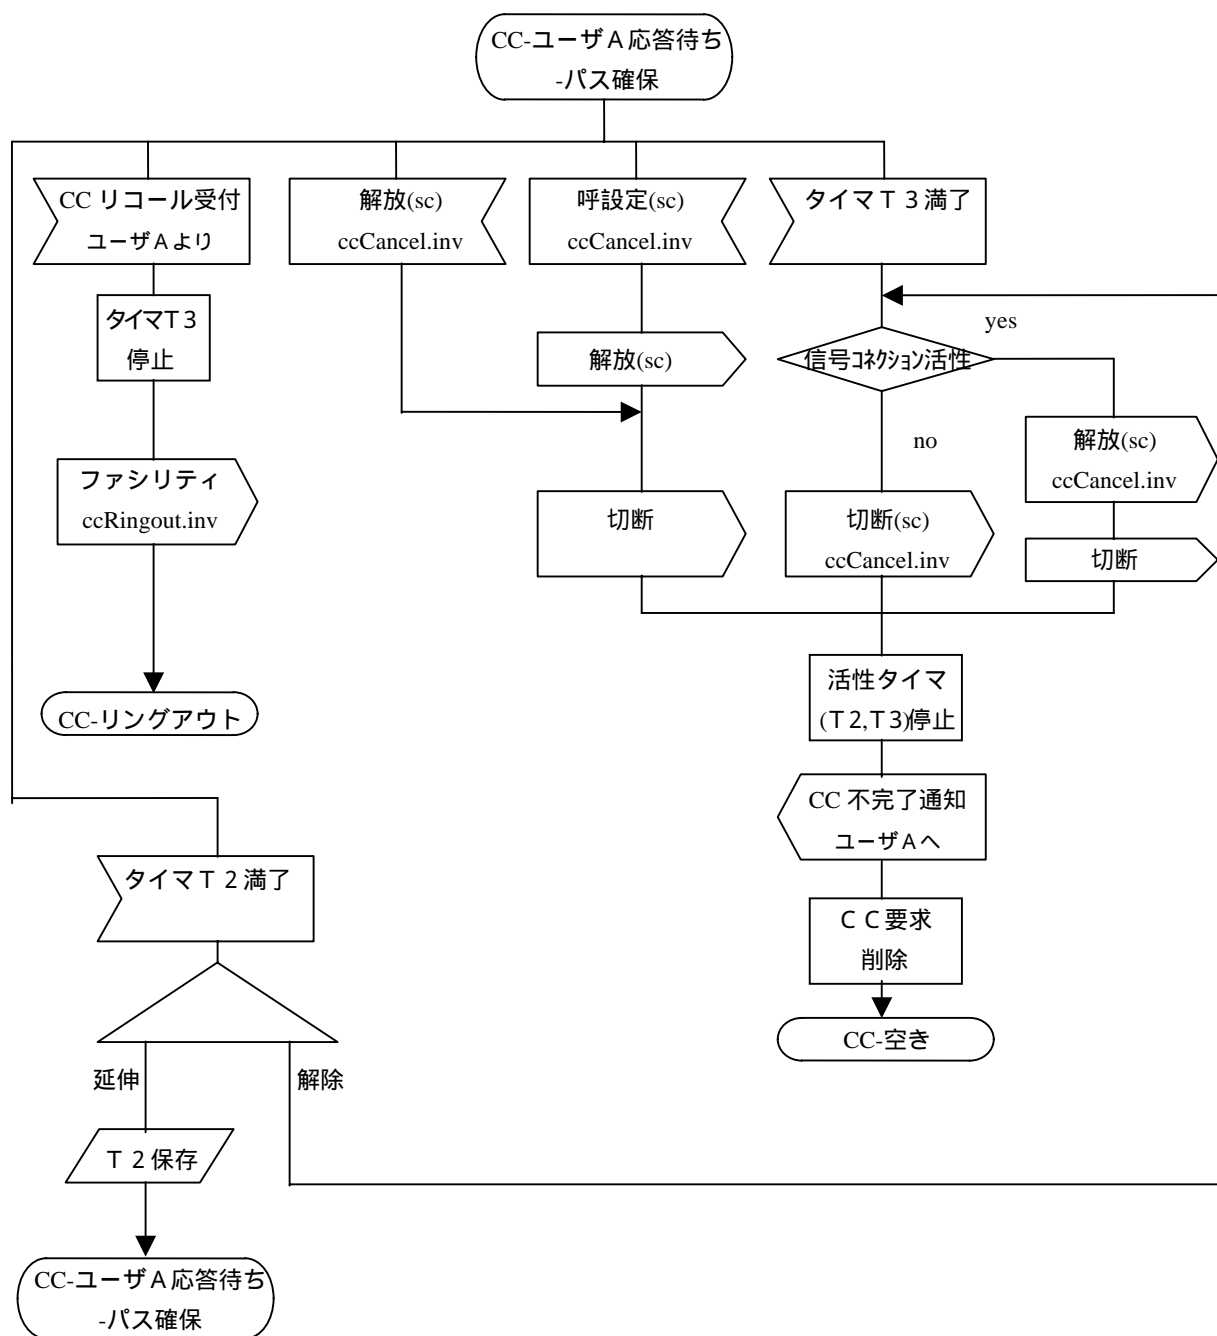 CC-ユーザA応答待ち
-パス確保
CC リコール受付
ユーザAより
解放(sc)
ccCancel.inv
呼設定(sc)
ccCancel.inv
タイマT3満了
タイマT3
停止
yes
解放(sc)
信号ｺﾈｸｼｮﾝ活性
no
解放(sc)
ccCancel.inv
ファシリティ
ccRingout.inv
切断
切断(sc)
ccCancel.inv
切断
活性タイマ
(T2,T3)停止
CC-リングアウト
CC 不完了通知
ユーザAへ
タイマT2満了
CC要求
削除
CC-空き
延伸
解除
T2保存
CC-ユーザA応答待ち
-パス確保